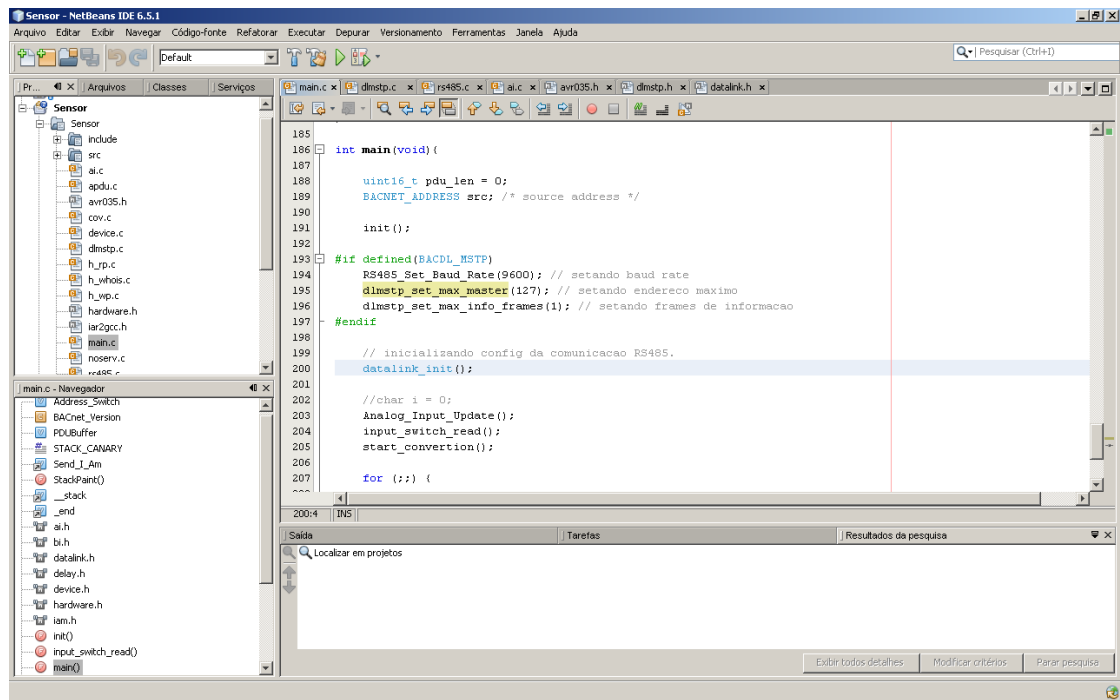 Sensor - NetBeans IDE 6.5.1
Arquivo Editar Exibir Navegar Código-fonte Refatorar Executar Depurar Versionamento Ferramentas Janela Ajuda
Default
Pesquisar (Ctrl+I)
Pr... Arquivos Classes Serviços
Sensor
Sensor
include
src
ai.c
apdu.c
avr035.h
cov.c
device.c
dlmstp.c
h_rp.c
h_whois.c
h_wp.c
hardware.h
iar2gcc.h
main.c
noserv.c
rs485.c
main.c - Navegador
Address_Switch
BACnet_Version
PDUBuffer
STACK_CANARY
Send_I_Am
StackPaint()
__stack
_end
ai.h
bi.h
datalink.h
delay.h
device.h
hardware.h
iam.h
init()
input_switch_read()
main()
main.c dlmstp.c rs485.c ai.c avr035.h dlmstp.h datalink.h
185
186 int main(void){
187
188 uint16_t pdu_len = 0;
189 BACNET_ADDRESS src; /* source address */
190
191 init();
192
193 #if defined(BACDL_MSTP)
194 RS485_Set_Baud_Rate(9600); // setando baud rate
195 dlmstp_set_max_master(127); // setando endereco maximo
196 dlmstp_set_max_info_frames(1); // setando frames de informacao
197 #endif
198
199 // inicializando config da comunicacao RS485.
200 datalink_init();
201
202 //char i = 0;
203 Analog_Input_Update();
204 input_switch_read();
205 start_convertion();
206
207 for (;;) {
200:4 INS
Saída Tarefas Resultados da pesquisa
Localizar em projetos
Exibir todos detalhes Modificar critérios Parar pesquisa